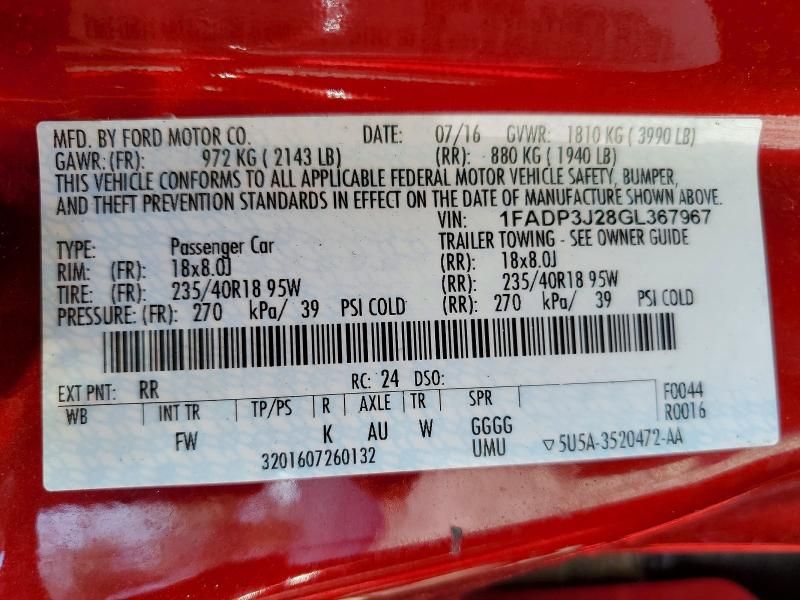 MFD. BY FORD MOTOR CO. DATE: 07/16 GVWR: 1810 KG ( 3990 LB)
GAWR: (FR): 972 KG ( 2143 LB) (RR): 880 KG ( 1940 LB)
THIS VEHICLE CONFORMS TO ALL APPLICABLE FEDERAL MOTOR VEHICLE SAFETY, BUMPER,
AND THEFT PREVENTION STANDARDS IN EFFECT ON THE DATE OF MANUFACTURE SHOWN ABOVE.
VIN: 1FADP3J28GL367967
TYPE: Passenger Car TRAILER TOWING - SEE OWNER GUIDE
RIM: (FR): 18x8.0J (RR): 18x8.0J
TIRE: (FR): 235/40R18 95W (RR): 235/40R18 95W
PRESSURE: (FR): 270 kPa/ 39 PSI COLD (RR): 270 kPa/ 39 PSI COLD
EXT PNT: RR RC: 24 DSO:
WB INT TR TP/PS R AXLE TR SPR F0044
R0016
FW K AU W GGGG
UMU ▽5U5A-3520472-AA
3201607260132